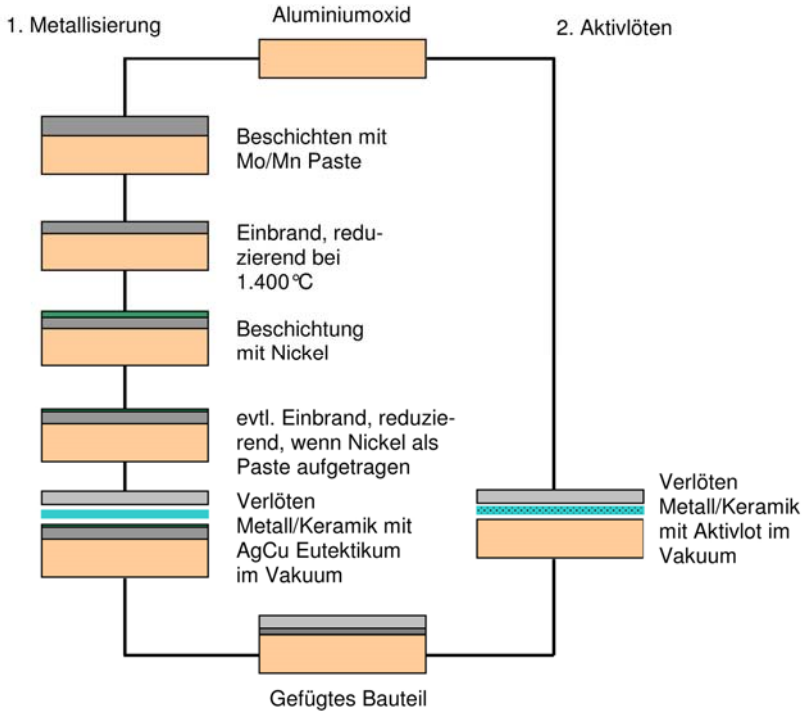 Aluminiumoxid
1. Metallisierung
2. Aktivlöten
Beschichten mit
Mo/Mn Paste
Einbrand, redu-
zierend bei
1.400°C
Beschichtung
mit Nickel
evtl. Einbrand, reduzie-
rend, wenn Nickel als
Paste aufgetragen
Verlöten
Metall/Keramik mit
AgCu Eutektikum
im Vakuum
Verlöten
Metall/Keramik
mit Aktivlot im
Vakuum
Gefügtes Bauteil